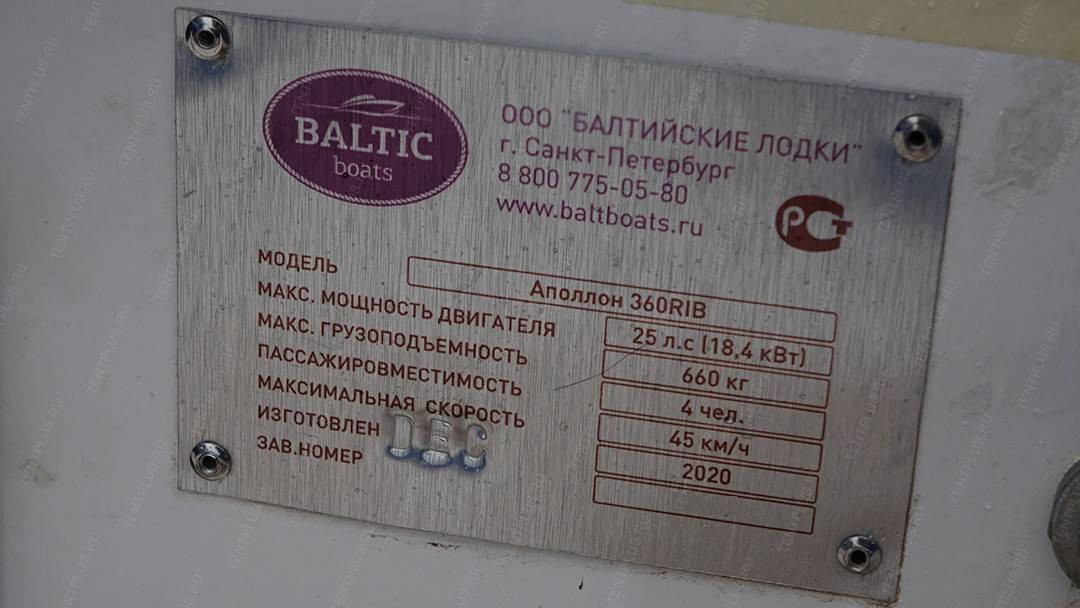 BALTIC
boats
ООО "БАЛТИЙСКИЕ ЛОДКИ"
г. Санкт-Петербург
8 800 775-05-80
www.baltboats.ru
РСТ
МОДЕЛЬ Аполлон 360RIB
МАКС. МОЩНОСТЬ ДВИГАТЕЛЯ 25 л.с (18,4 кВт)
МАКС. ГРУЗОПОДЪЕМНОСТЬ 660 кг
ПАССАЖИРОВМЕСТИМОСТЬ 4 чел.
МАКСИМАЛЬНАЯ СКОРОСТЬ 45 км/ч
ИЗГОТОВЛЕН 2020
ЗАВ.НОМЕР
TENTPLUS.RU